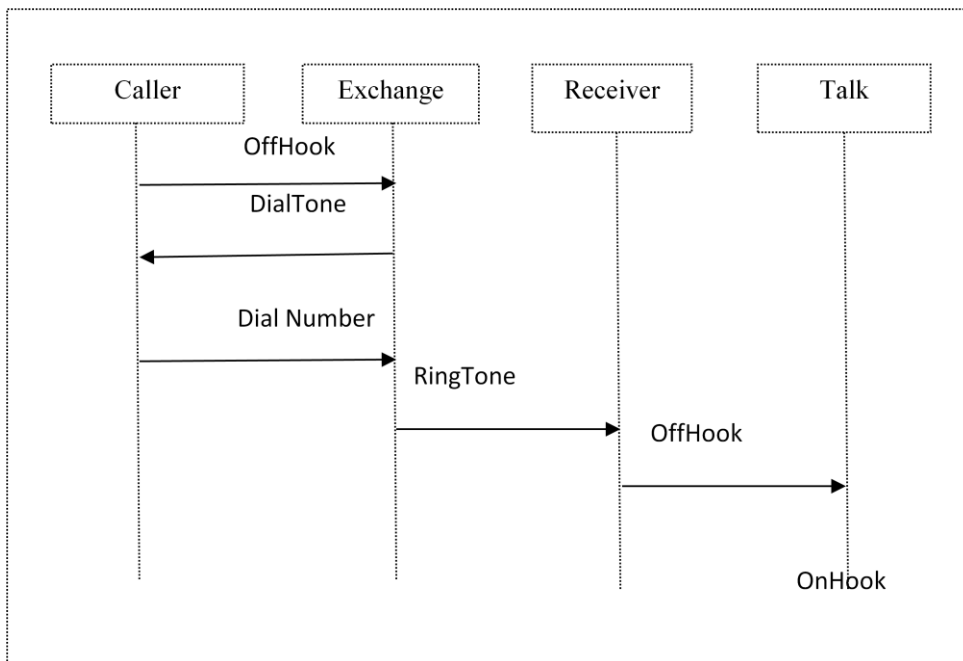 Caller
Exchange
Receiver
Talk
OffHook
DialTone
Dial Number
RingTone
OffHook
OnHook